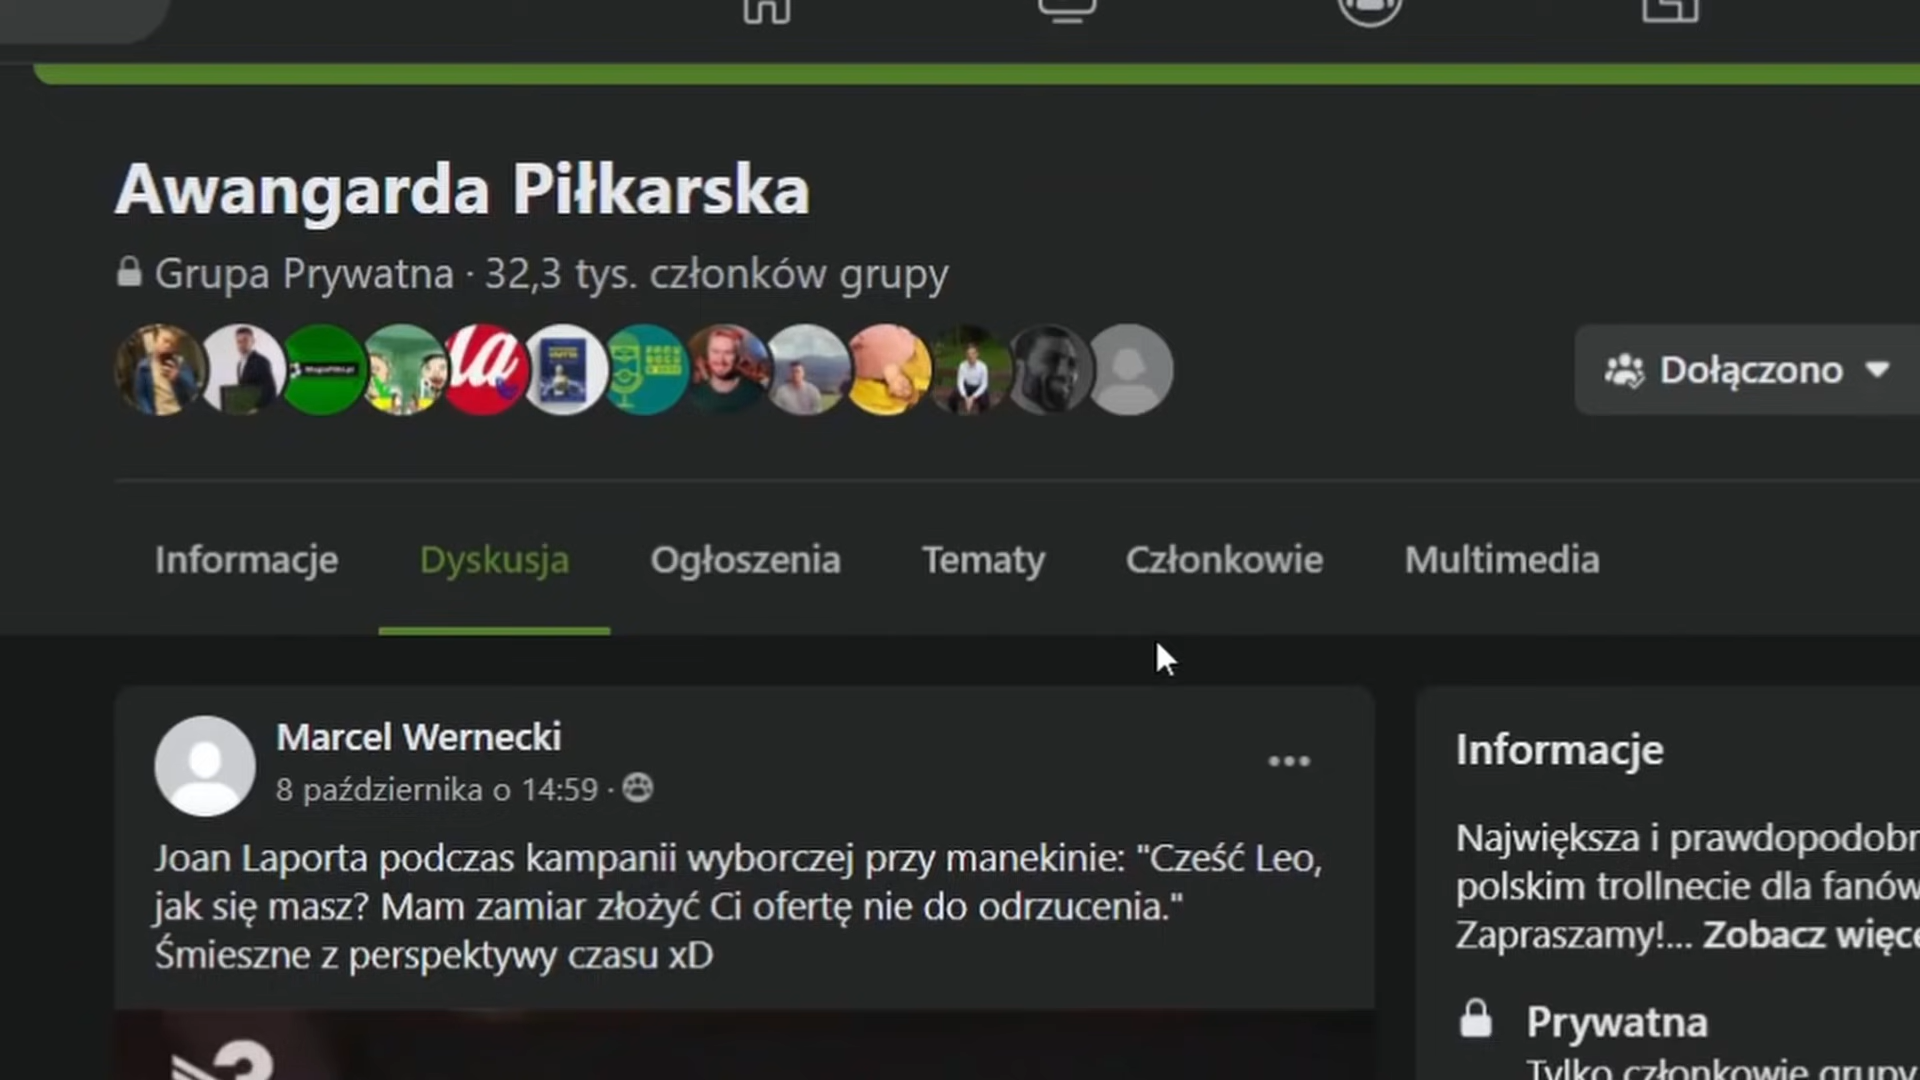 Awangarda Piłkarska
Grupa Prywatna · 32,3 tys. członków grupy
Dołączono
Informacje
Dyskusja
Ogłoszenia
Tematy
Członkowie
Multimedia
Marcel Wernecki
8 października o 14:59 ·
Joan Laporta podczas kampanii wyborczej przy manekinie: "Cześć Leo,
jak się masz? Mam zamiar złożyć Ci ofertę nie do odrzucenia."
Śmieszne z perspektywy czasu xD
Informacje
Największa i prawdopodobn
polskim trollnecie dla fanów
Zapraszamy!... Zobacz więce
Prywatna
Tylko członkowie grupy